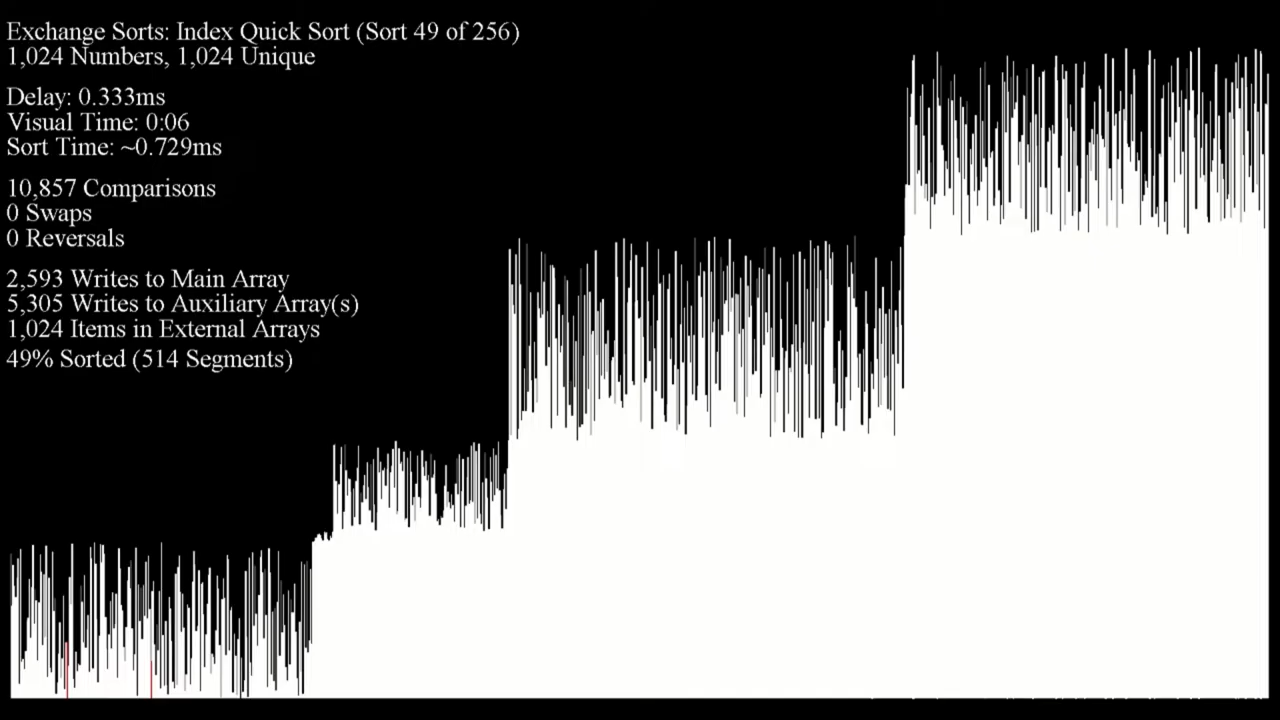 Exchange Sorts: Index Quick Sort (Sort 49 of 256)
1,024 Numbers, 1,024 Unique
Delay: 0.333ms
Visual Time: 0:06
Sort Time: ~0.729ms
10,857 Comparisons
0 Swaps
0 Reversals
2,593 Writes to Main Array
5,305 Writes to Auxiliary Array(s)
1,024 Items in External Arrays
49% Sorted (514 Segments)